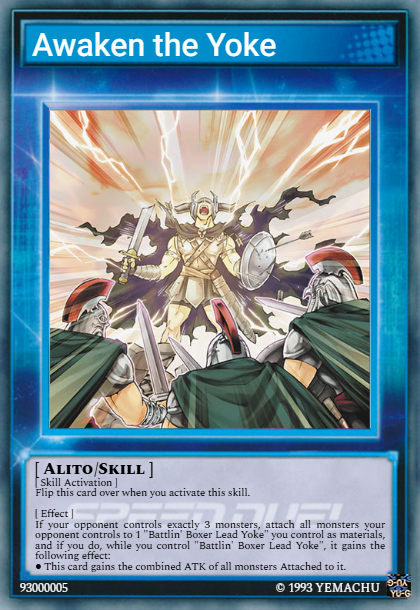 Awaken the Yoke
[ ALITO/SKILL ]
[ Skill Activation ]
Flip this card over when you activate this skill.
SPEED DUEL
[ Effect ]
If your opponent controls exactly 3 monsters, attach all monsters your
opponent controls to 1 "Battlin' Boxer Lead Yoke" you control as materials,
and if you do, while you control "Battlin' Boxer Lead Yoke", it gains the
following effect:
● This card gains the combined ATK of all monsters Attached to it.
93000005
© 1993 YEMACHU